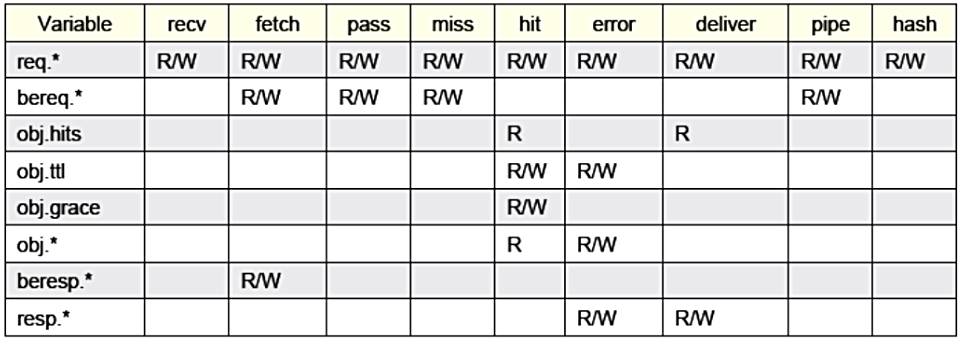 Variable recv fetch pass miss hit error deliver pipe hash
req.* R/W R/W R/W R/W R/W R/W R/W R/W R/W
bereq.* R/W R/W R/W R/W
obj.hits R R
obj.ttl R/W R/W
obj.grace R/W
obj.* R R/W
beresp.* R/W
resp.* R/W R/W